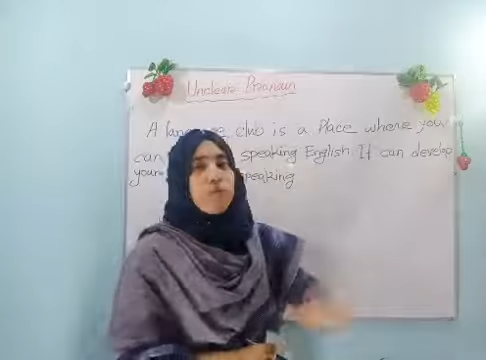 Unclear Pronoun
A language club is a Place where you
can speaking English. It can develop
your speaking